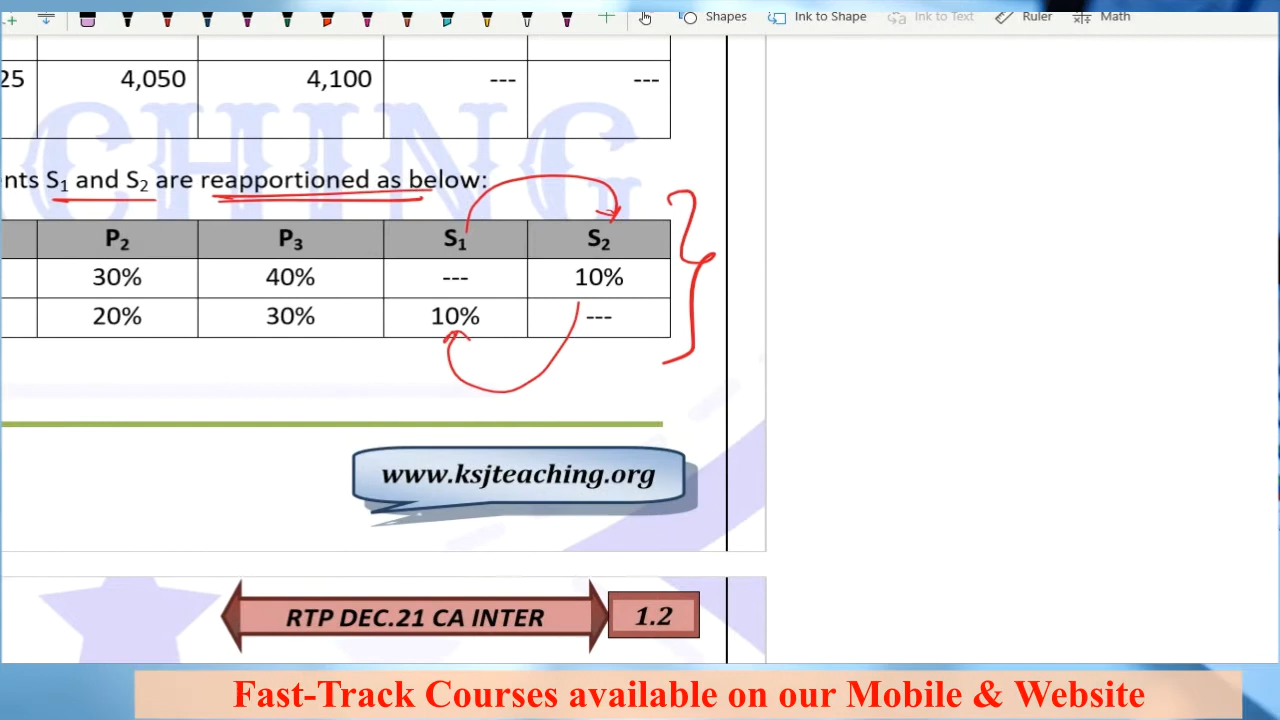 Shapes Ink to Shape Ink to Text Ruler Math
25 4,050 4,100 --- ---
CHING
nts S₁ and S₂ are reapportioned as below:
P₂ P₃ S₁ S₂
30% 40% --- 10%
20% 30% 10% ---
www.ksjteaching.org
RTP DEC.21 CA INTER 1.2
Fast-Track Courses available on our Mobile & Website